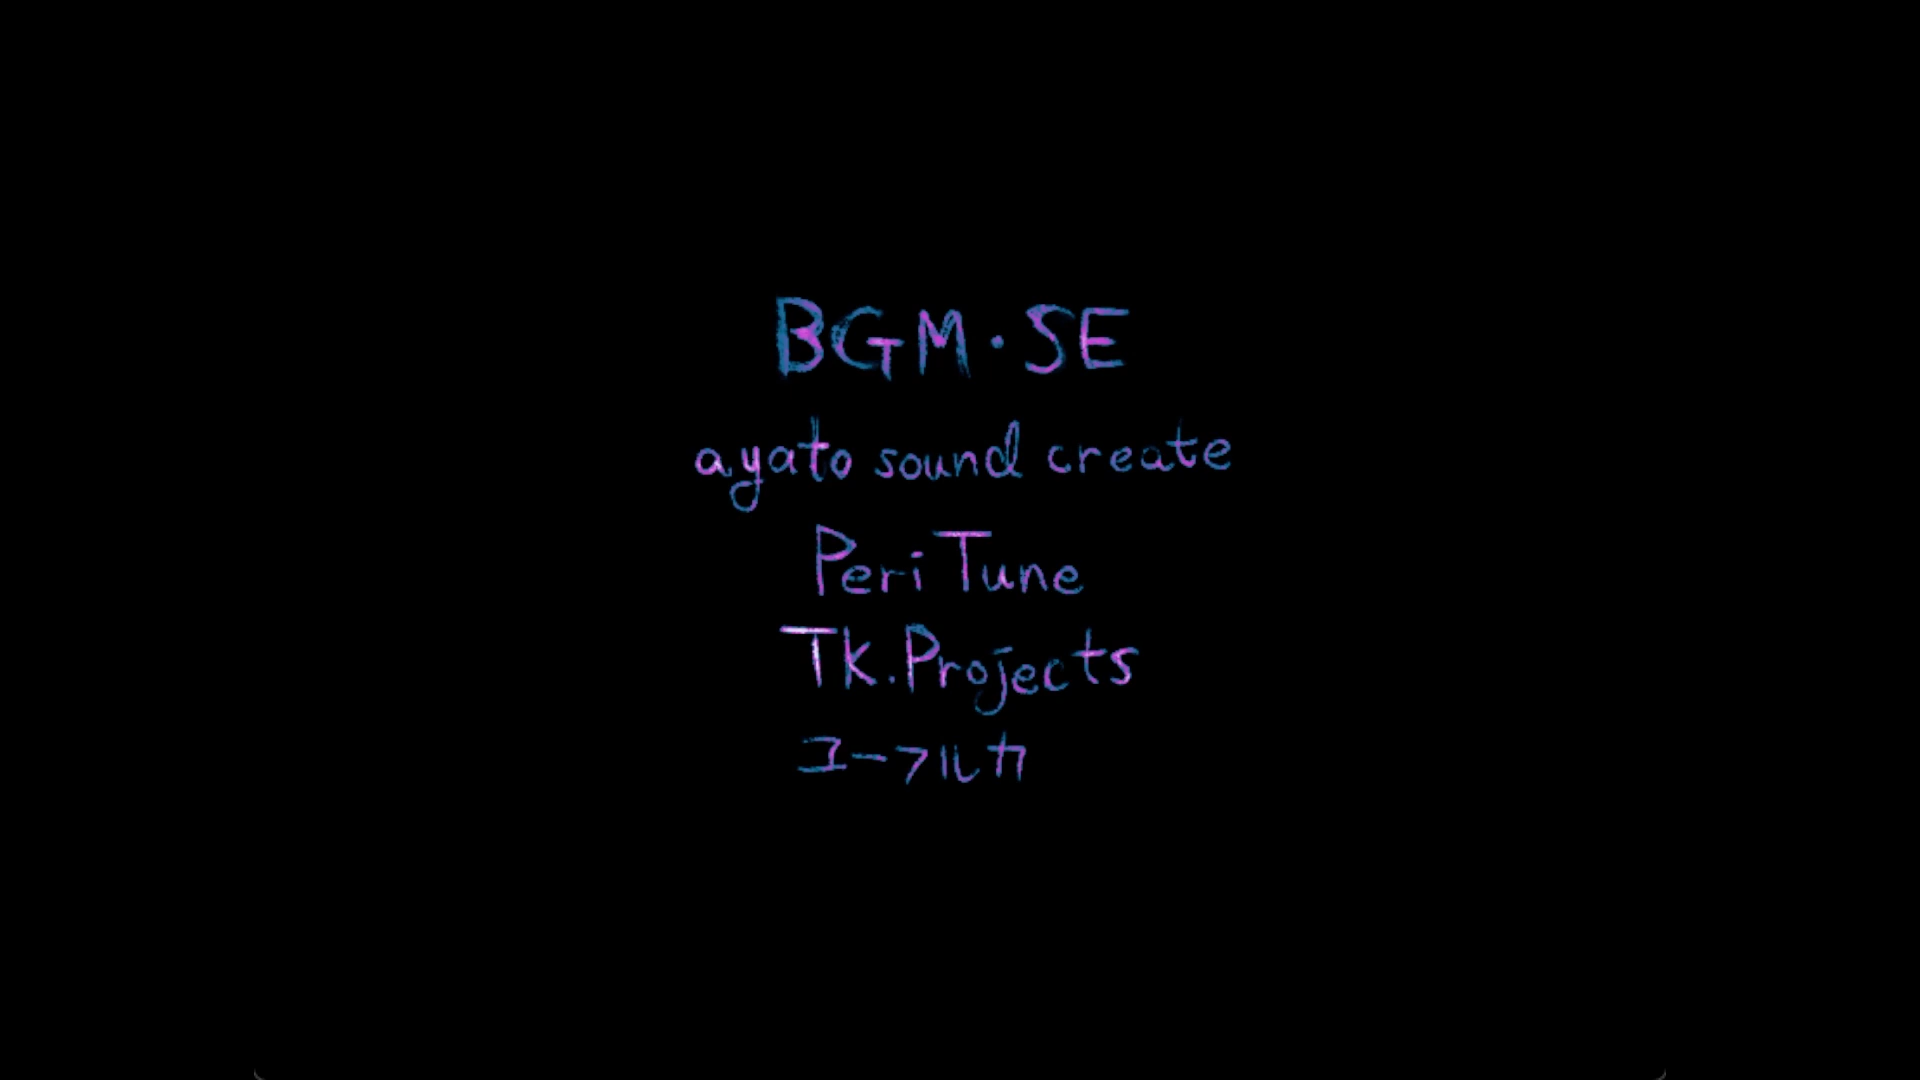 BGM・SE
ayato sound create
PeriTune
TK.Projects
ユーフルカ